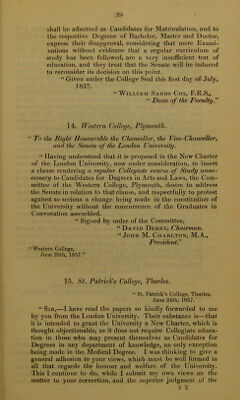 99
shall be admitted as Candidates for Matriculation, and to
the respective Degrees of Bachelor, Master and Doctor,
express their disapproval, considering that mere Exami-
nations without evidence that a regular curriculum of
study has been followed, are a very insufficient test of
education, and they trust that the Senate will be induced
to reconsider its decision on this point.
"Given under the College Seal this first day of July,
1857.
"William Sands Cox, F.R.S.,
"Dean of the Faculty."
14. Western College, Plymouth.
"To the Right Honourable the Chancellor, the Vice-Chancellor,
and the Senate of the London University.
"Having understood that it is proposed in the New Charter
of the London University, now under consideration, to insert
a clause rendering a regular Collegiate course of Study unne-
cessary to Candidates for Degrees in Arts and Laws, the Com-
mittee of the Western College, Plymouth, desire to address
the Senate in relation to that clause, and respectfully to protest
against so serious a change being made in the constitution of
the University without the concurrence of the Graduates in
Convocation assembled.
"Signed by order of the Committee,
"David Derry, Chairman.
"John M. Charlton, M.A.,
President."
"Western College,
June 25th, 1857."
15. St. Patrick's College, Thurles.
"St. Patrick's College, Thurles,
June 24th, 1857.
"Sir,—I have read the papers so kindly forwarded to me
by you from the London University. Their substance is—that
it is intended to grant the University a New Charter, which is
thought objectionable, as it does not require Collegiate educa-
tion in those who may present themselves as Candidates for
Degrees in any department of knowledge, an only exception
being made in the Medical Degree. I was thinking to give a
general adhesion to your views, which must be well formed in
all that regards the honour and welfare of the University.
This I continue to do, while I submit my own views on the
matter to your correction, and the superior judgment of the
F 2